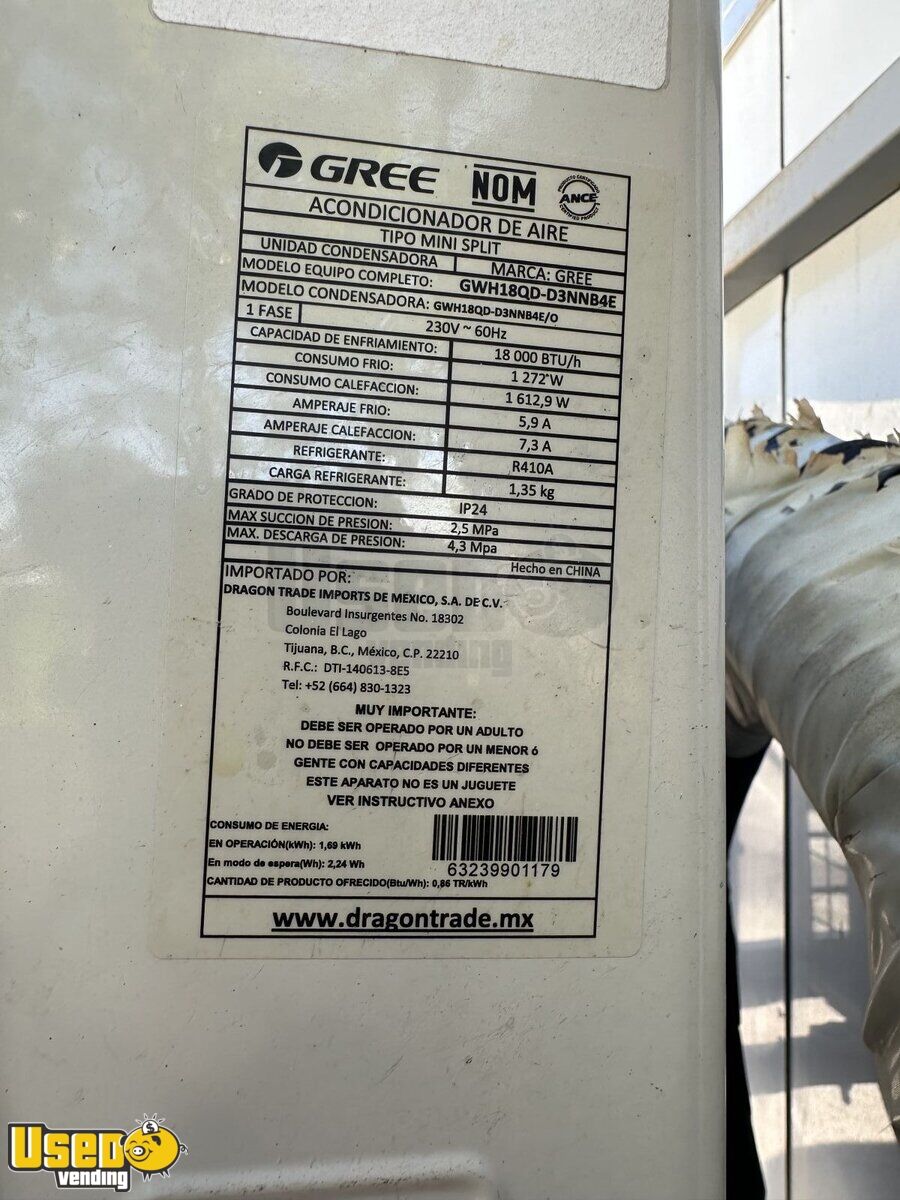 GREE NOM PRODUCTO CERTIFICADO ANCE CERTIFIED PRODUCT
ACONDICIONADOR DE AIRE
TIPO MINI SPLIT
UNIDAD CONDENSADORA MARCA: GREE
MODELO EQUIPO COMPLETO: GWH18QD-D3NNB4E
MODELO CONDENSADORA: GWH18QD-D3NNB4E/O
1 FASE 230V ~ 60Hz
CAPACIDAD DE ENFRIAMIENTO: 18 000 BTU/h
CONSUMO FRIO: 1 272 W
CONSUMO CALEFACCION: 1 612,9 W
AMPERAJE FRIO: 5,9 A
AMPERAJE CALEFACCION: 7,3 A
REFRIGERANTE: R410A
CARGA REFRIGERANTE: 1,35 kg
GRADO DE PROTECCION: IP24
MAX SUCCION DE PRESION: 2,5 MPa
MAX. DESCARGA DE PRESION: 4,3 Mpa
Hecho en CHINA
IMPORTADO POR:
DRAGON TRADE IMPORTS DE MEXICO, S.A. DE C.V.
Boulevard Insurgentes No. 18302
Colonia El Lago
Tijuana, B.C., México, C.P. 22210
R.F.C.: DTI-140613-8E5
Tel: +52 (664) 830-1323
MUY IMPORTANTE:
DEBE SER OPERADO POR UN ADULTO
NO DEBE SER OPERADO POR UN MENOR 6
GENTE CON CAPACIDADES DIFERENTES
ESTE APARATO NO ES UN JUGUETE
VER INSTRUCTIVO ANEXO
CONSUMO DE ENERGIA:
EN OPERACIÓN(kWh): 1,69 kWh
En modo de espera(Wh): 2,24 Wh
63239901179
CANTIDAD DE PRODUCTO OFRECIDO(Btu/Wh): 0,86 TR/kWh
www.dragontrade.mx
Used
vending